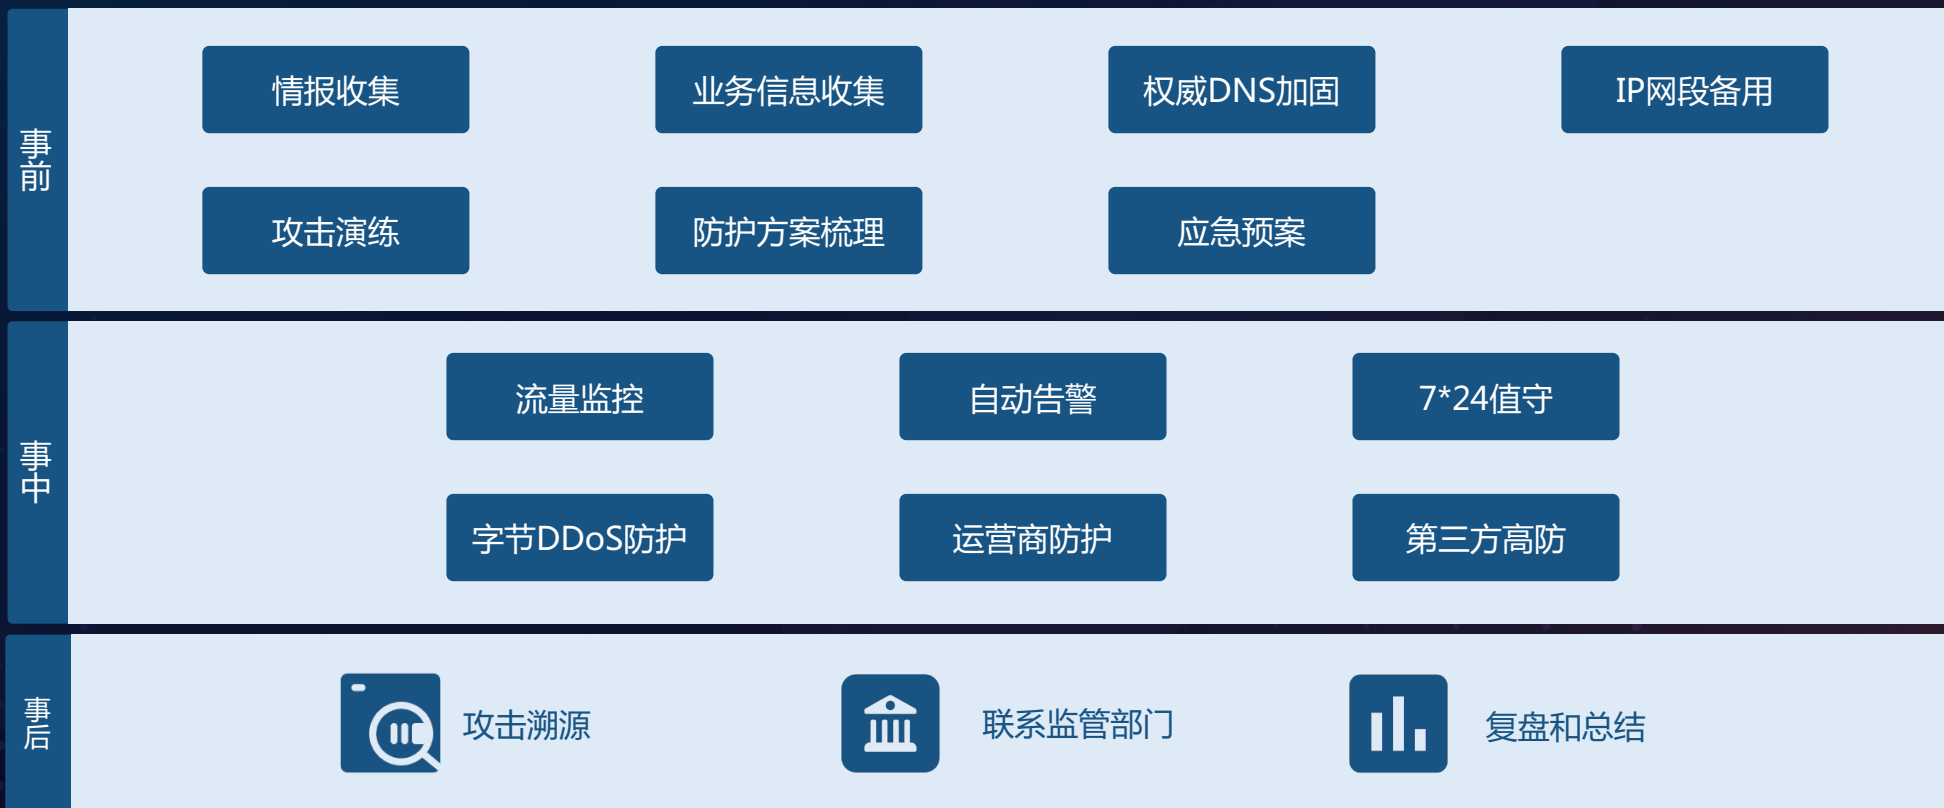 事前
情报收集
业务信息收集
权威DNS加固
IP网段备用
攻击演练
防护方案梳理
应急预案
事中
流量监控
自动告警
7*24值守
字节DDoS防护
运营商防护
第三方高防
事后
攻击溯源
联系监管部门
复盘和总结